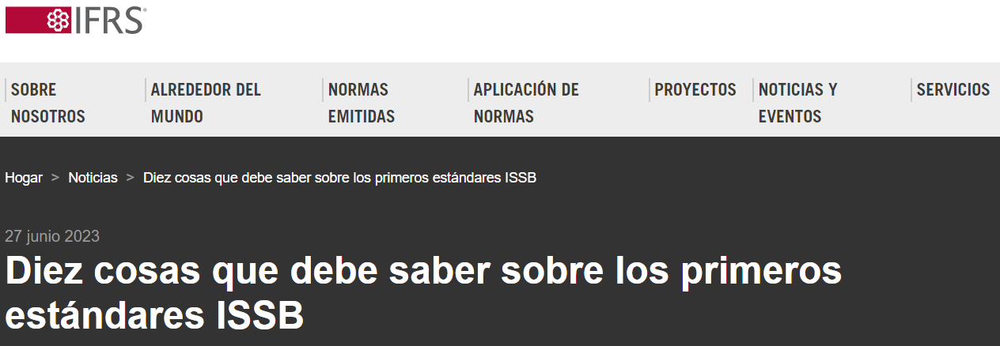 IFRS®
SOBRE NOSOTROS
ALREDEDOR DEL MUNDO
NORMAS EMITIDAS
APLICACIÓN DE NORMAS
PROYECTOS
NOTICIAS Y EVENTOS
SERVICIOS
Hogar > Noticias > Diez cosas que debe saber sobre los primeros estándares ISSB
27 junio 2023
Diez cosas que debe saber sobre los primeros
estándares ISSB